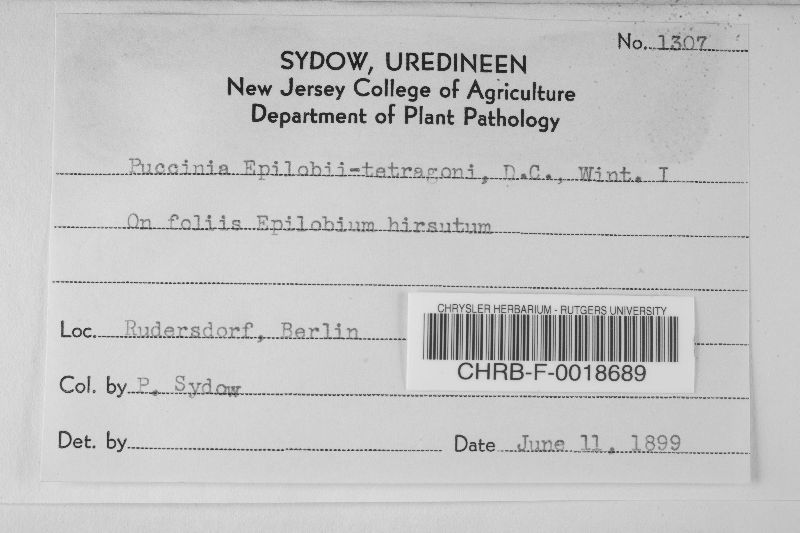 No. 1307
SYDOW, UREDINEEN
New Jersey College of Agriculture
Department of Plant Pathology
Puccinia Epilobii-tetragoni, D.C., Wint. I
On foliis Epilobium hirsutum
Loc. Rudersdorf, Berlin
CHRYSLER HERBARIUM - RUTGERS UNIVERSITY
CHRB-F-0018689
Col. by P. Sydow
Det. by
Date June 11, 1899